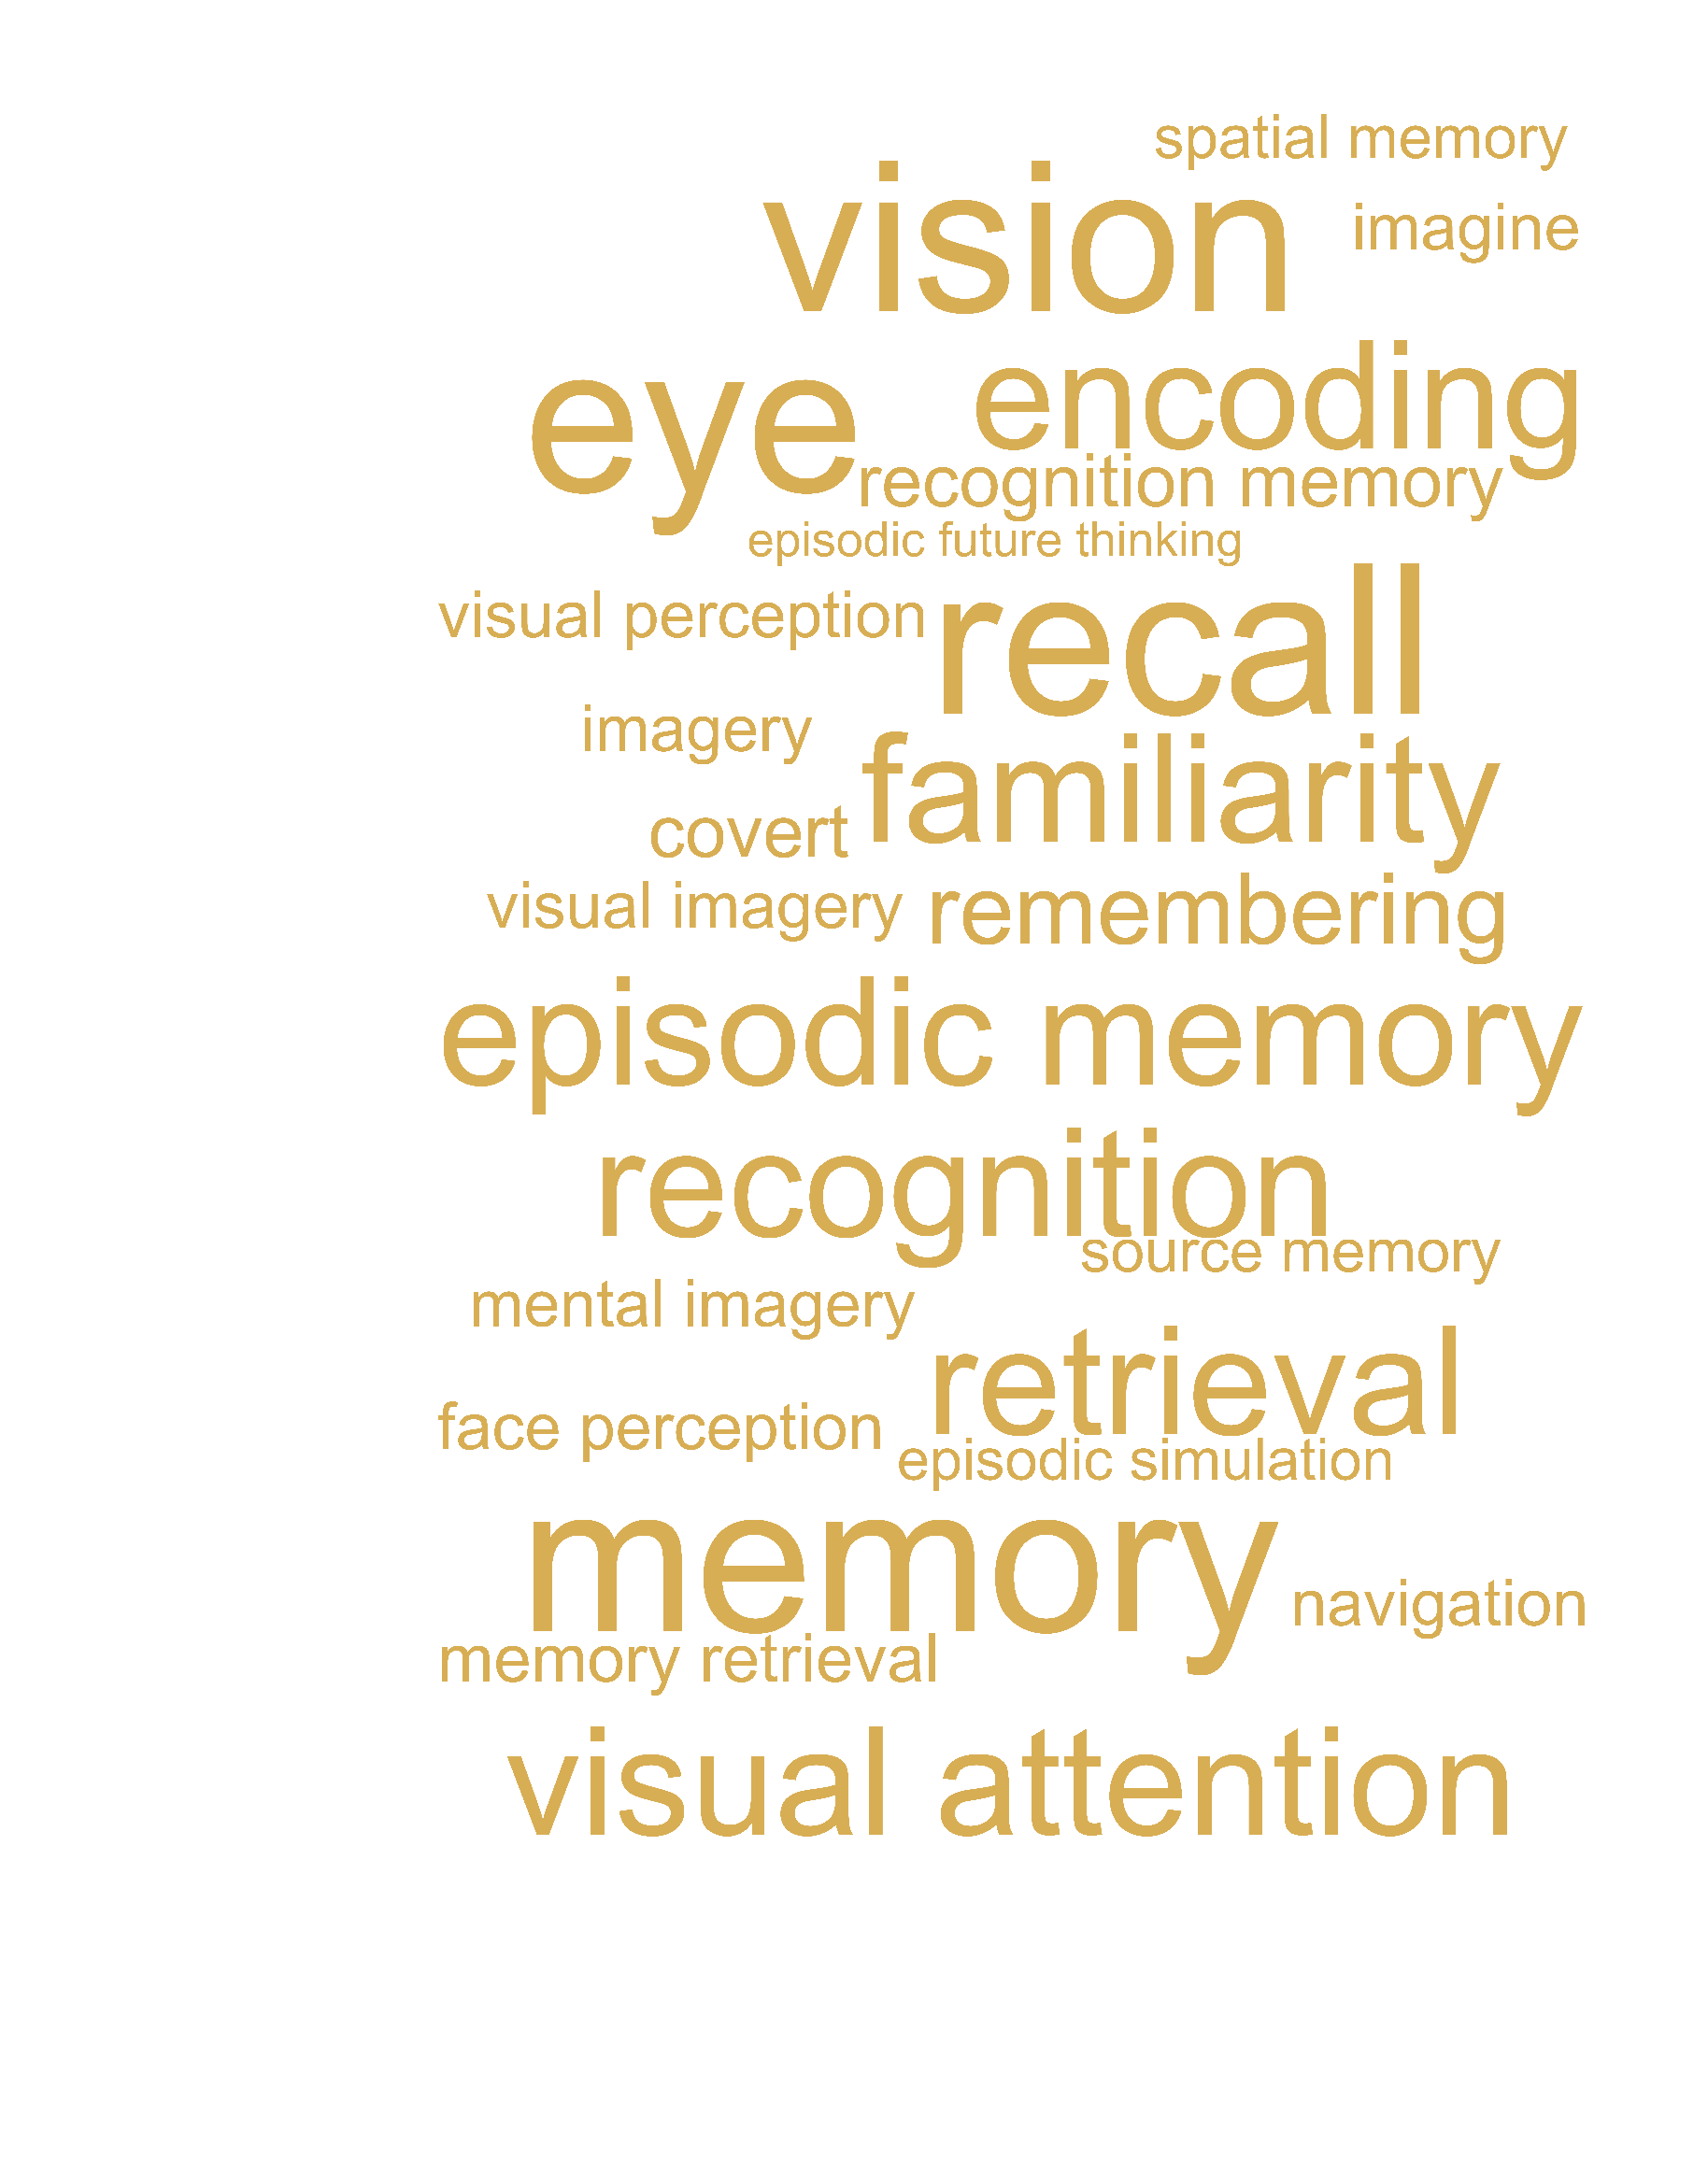 spatial memory
vision
imagine
encoding
eye
recognition memory
episodic future thinking
visual perception
recall
imagery
familiarity
covert
visual imagery
remembering
episodic memory
recognition
source memory
mental imagery
retrieval
face perception
episodic simulation
memory
navigation
memory retrieval
visual attention